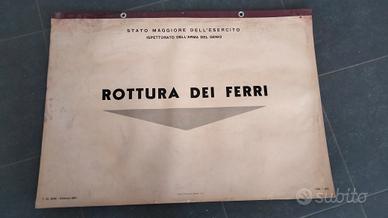 STATO MAGGIORE DELL'ESERCITO
ISPETTORATO DELL'ARMA DEL GENIO
ROTTURA DEI FERRI
subito